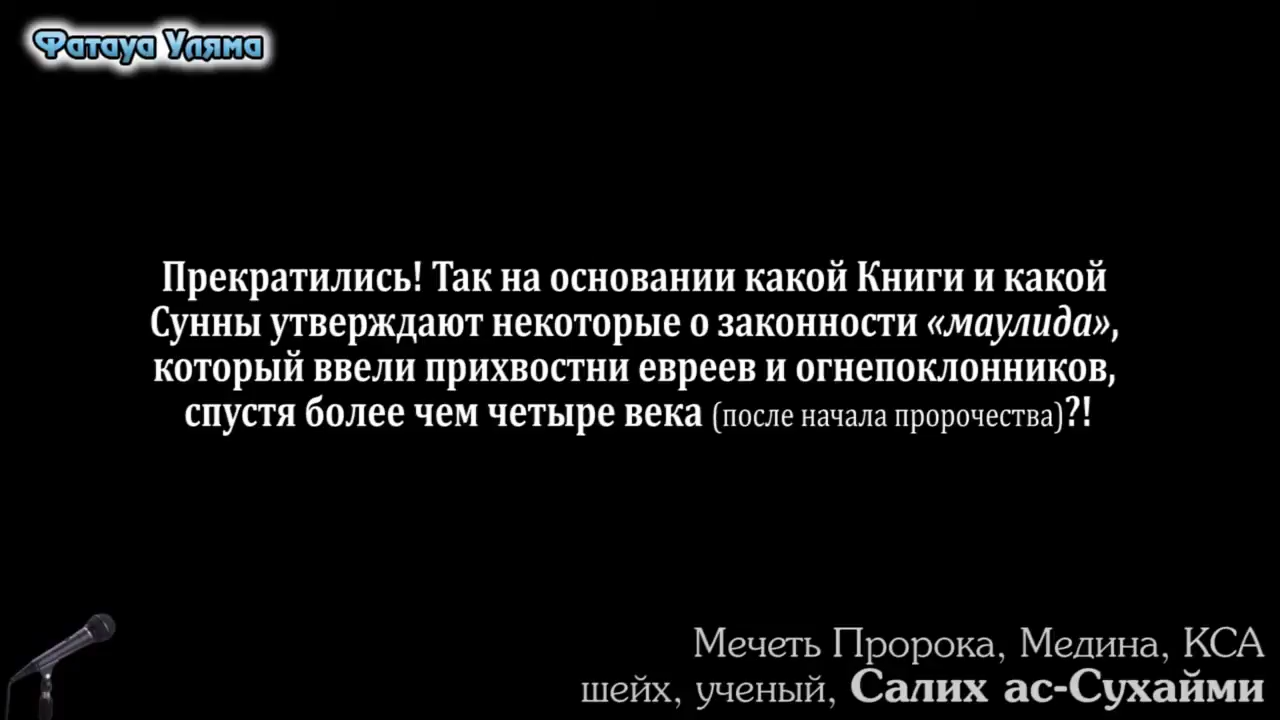 Фатауа Уляма
Прекратились! Так на основании какой Книги и какой
Сунны утверждают некоторые о законности «маулида»,
который ввели прихвостни евреев и огнепоклонников,
спустя более чем четыре века (после начала пророчества)?!
Мечеть Пророка, Медина, КСА
шейх, ученый, Салих ас-Сухайми